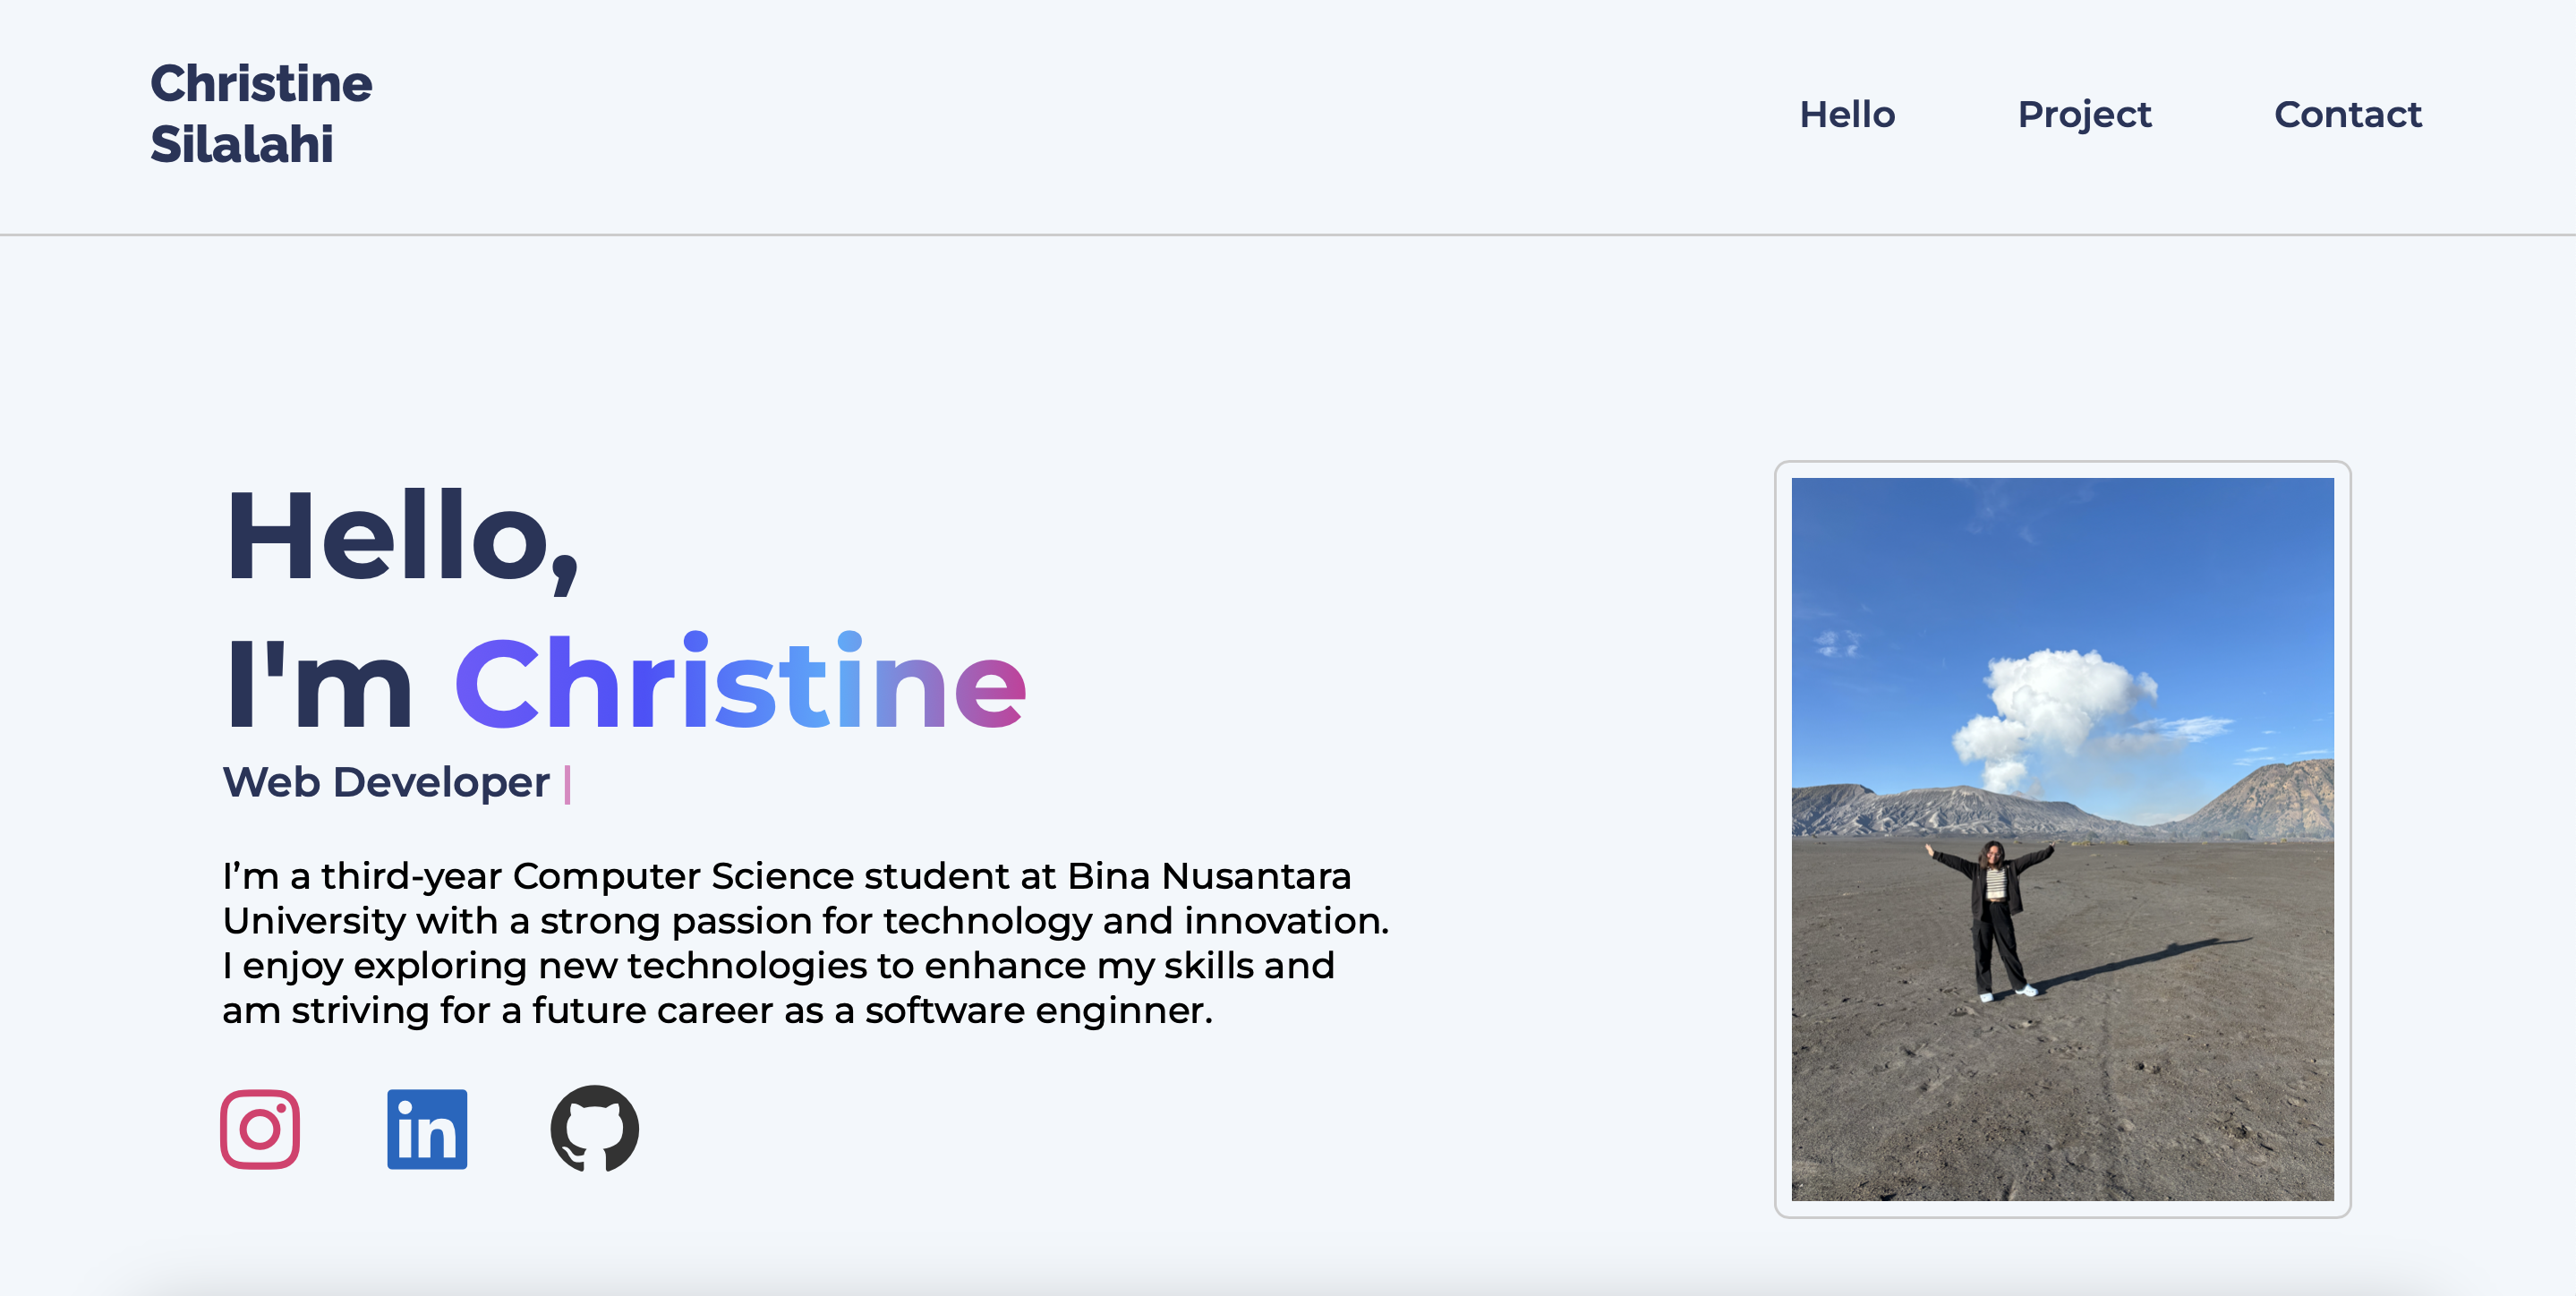 Christine
Silalahi
Hello
Project
Contact
Hello,
I'm Christine
Web Developer |
I’m a third-year Computer Science student at Bina Nusantara
University with a strong passion for technology and innovation.
I enjoy exploring new technologies to enhance my skills and
am striving for a future career as a software enginner.
in